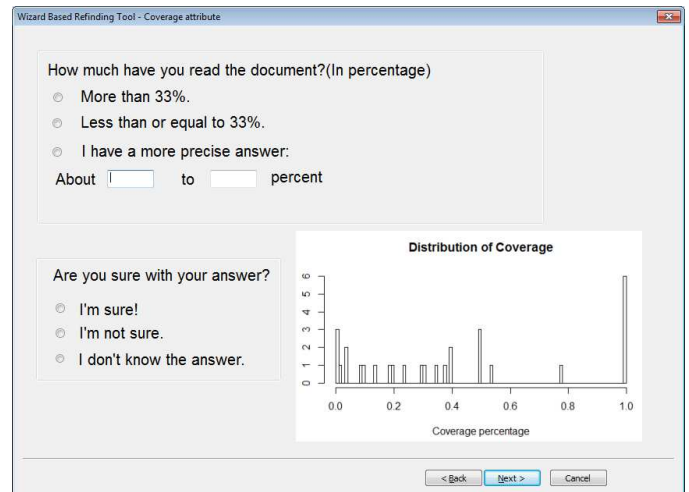 Wizard Based Refinding Tool - Coverage attribute
How much have you read the document?(In percentage)
More than 33%.
Less than or equal to 33%.
I have a more precise answer:
About to percent
Are you sure with your answer?
I'm sure!
I'm not sure.
I don't know the answer.
Distribution of Coverage
6
5
4
3
2
1
0
0.0 0.2 0.4 0.6 0.8 1.0
Coverage percentage
< Back Next > Cancel